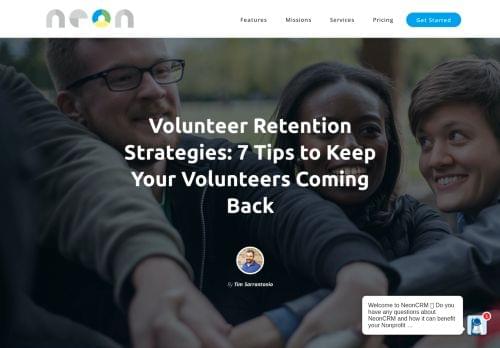 neon
Features
Missions
Services
Pricing
Get Started
Volunteer Retention
Strategies: 7 Tips to Keep
Your Volunteers Coming
Back
By Tim Sarrantonio
Welcome to NeonCRM ▯ Do you
have any questions about
NeonCRM and how it can benefit
your Nonprofit ...
1